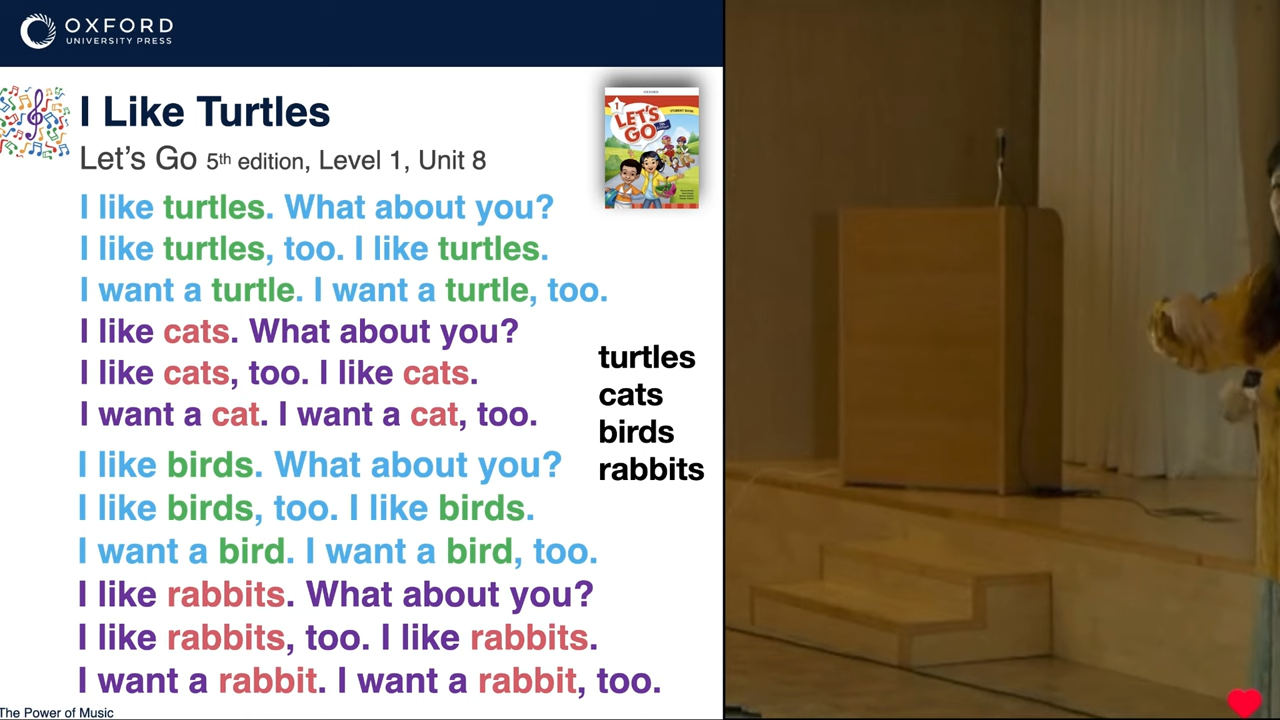 OXFORD
UNIVERSITY PRESS
I Like Turtles
Let's Go 5th edition, Level 1, Unit 8
1
LET'S
GO
I like turtles. What about you?
I like turtles, too. I like turtles.
I want a turtle. I want a turtle, too.
I like cats. What about you?
I like cats, too. I like cats.
I want a cat. I want a cat, too.
turtles
cats
birds
rabbits
I like birds. What about you?
I like birds, too. I like birds.
I want a bird. I want a bird, too.
I like rabbits. What about you?
I like rabbits, too. I like rabbits.
I want a rabbit. I want a rabbit, too.
The Power of Music